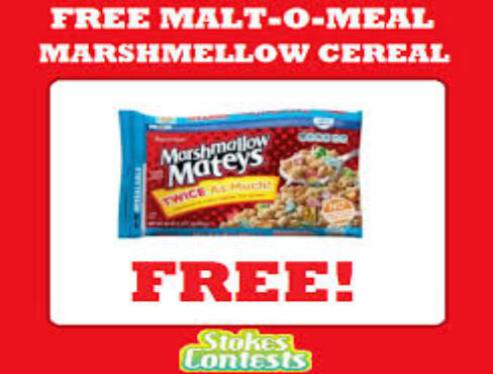 FREE MALT-O-MEAL
MARSHMELLOW CEREAL
Marshmallow
Mateys
TWICE As Much!
FREE!
Stokes
Contests